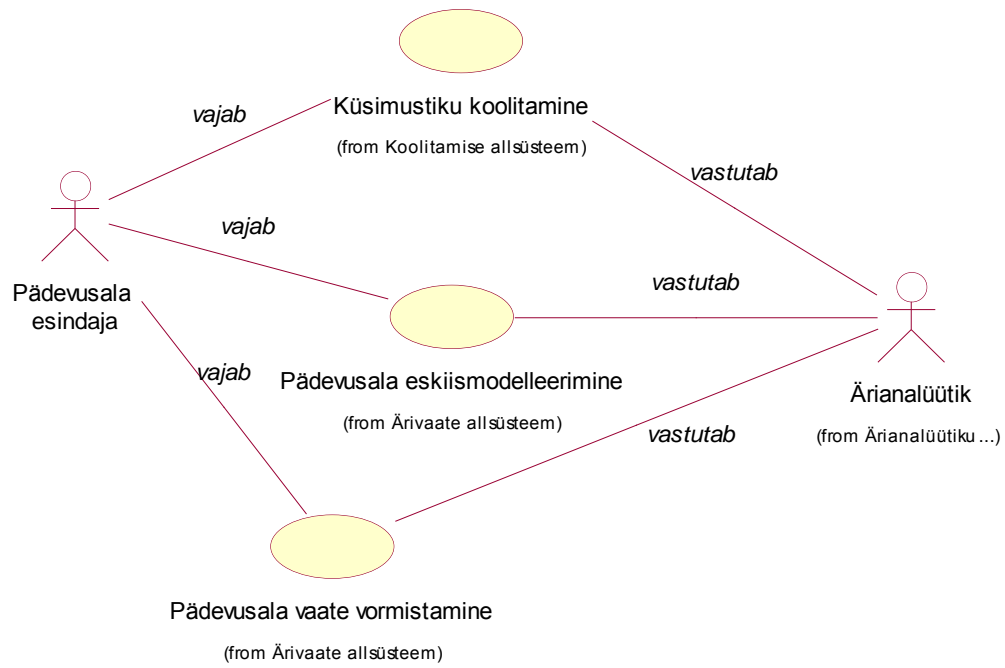 vajab
Küsimustiku koolitamine
(from Koolitamise allsüsteem)
vastutab
vajab
Pädevusala
esindaja
vastutab
vajab
Pädevusala eskiismodelleerimine
(from Ärivaate allsüsteem)
Ärianalüütik
(from Ärianalüütiku...)
vastutab
Pädevusala vaate vormistamine
(from Ärivaate allsüsteem)